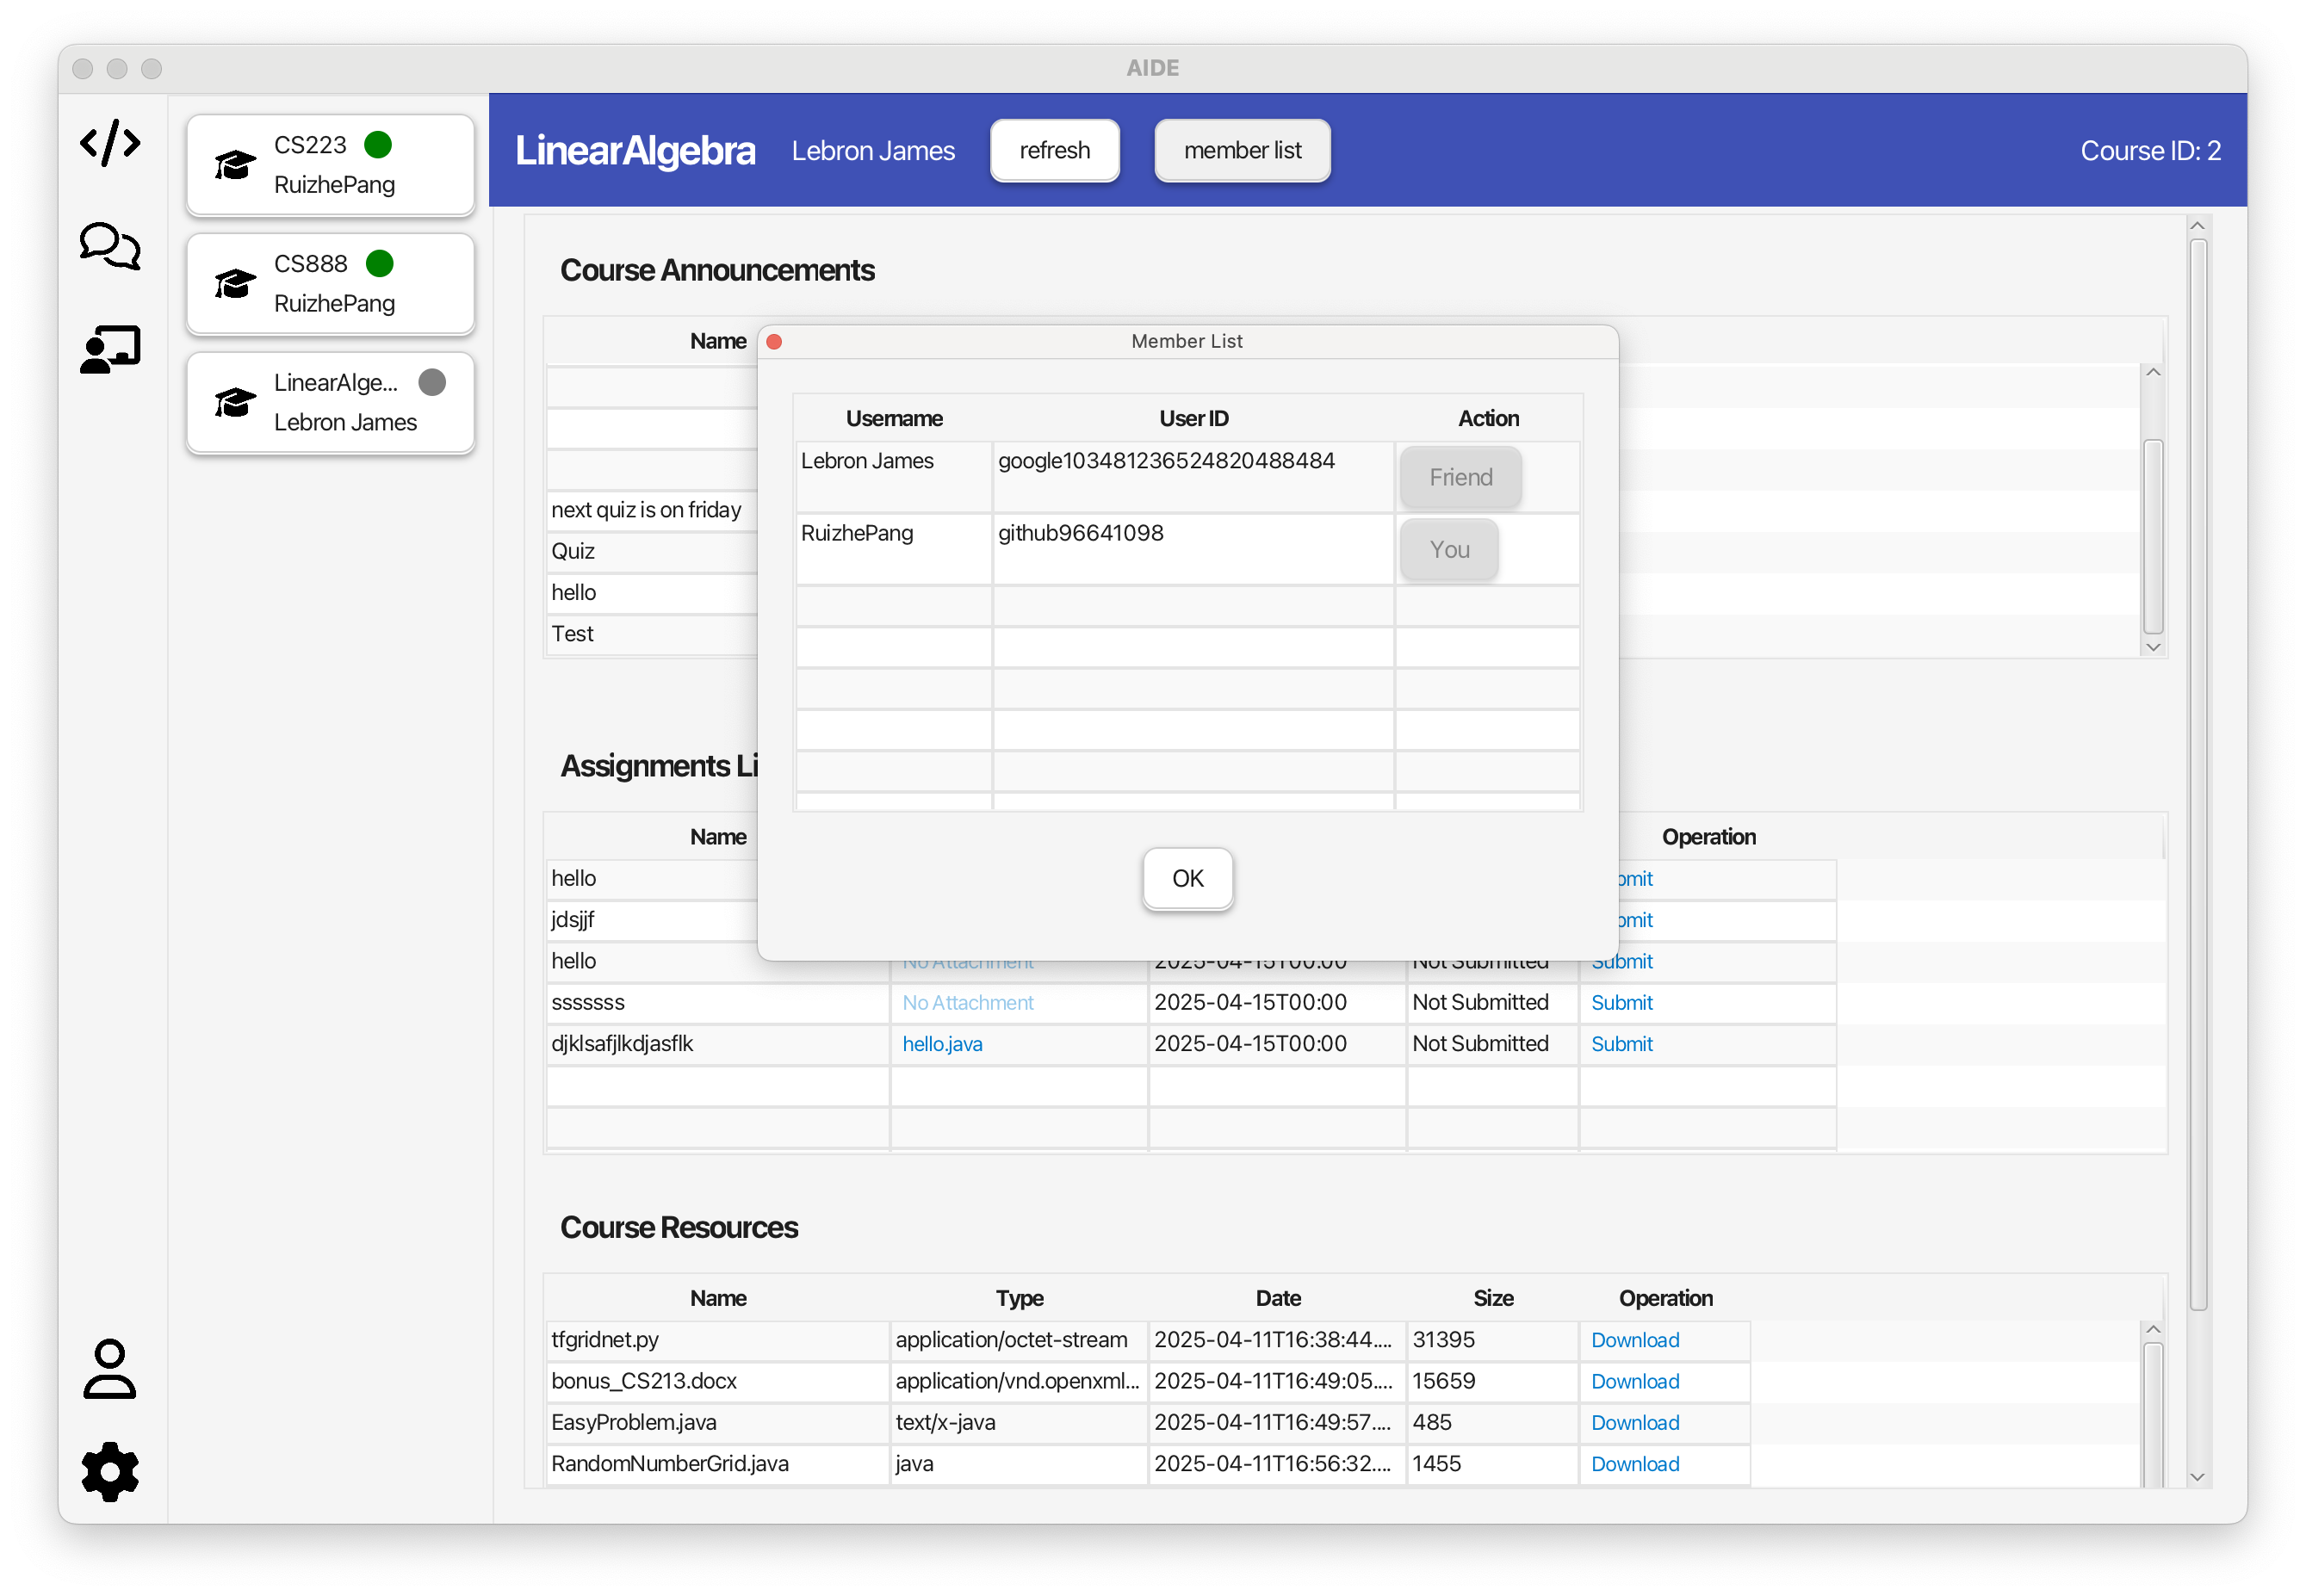 AIDE
CS223
RuizhePang
CS888
RuizhePang
LinearAlge...
Lebron James
LinearAlgebra Lebron James refresh member list Course ID: 2
Course Announcements
Name
next quiz is on friday
Quiz
hello
Test
Member List
Username User ID Action
Lebron James google103481236524820488484 Friend
RuizhePang github96641098 You
OK
Assignments
Name Operation
hello
jdsjjf
hello No Attachment 2025-04-15T00:00 Not Submitted Submit
sssssss No Attachment 2025-04-15T00:00 Not Submitted Submit
djklsafjlkdjasflk hello.java 2025-04-15T00:00 Not Submitted Submit
Course Resources
Name Type Date Size Operation
tfgridnet.py application/octet-stream 2025-04-11T16:38:44.... 31395 Download
bonus_CS213.docx application/vnd.openxml... 2025-04-11T16:49:05.... 15659 Download
EasyProblem.java text/x-java 2025-04-11T16:49:57.... 485 Download
RandomNumberGrid.java java 2025-04-11T16:56:32.... 1455 Download